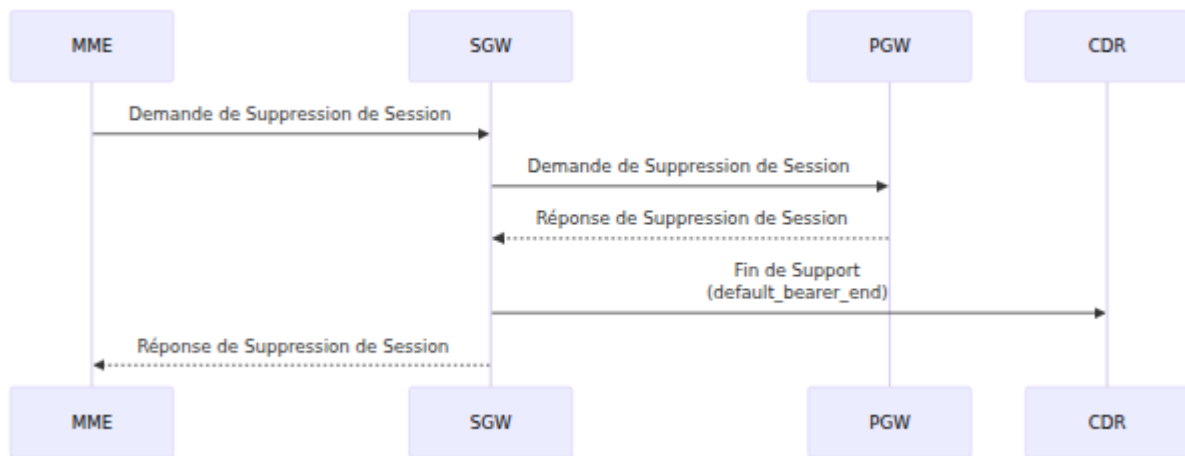 MME
SGW
PGW
CDR
Demande de Suppression de Session
Demande de Suppression de Session
Réponse de Suppression de Session
Fin de Support
(default_bearer_end)
Réponse de Suppression de Session
MME
SGW
PGW
CDR